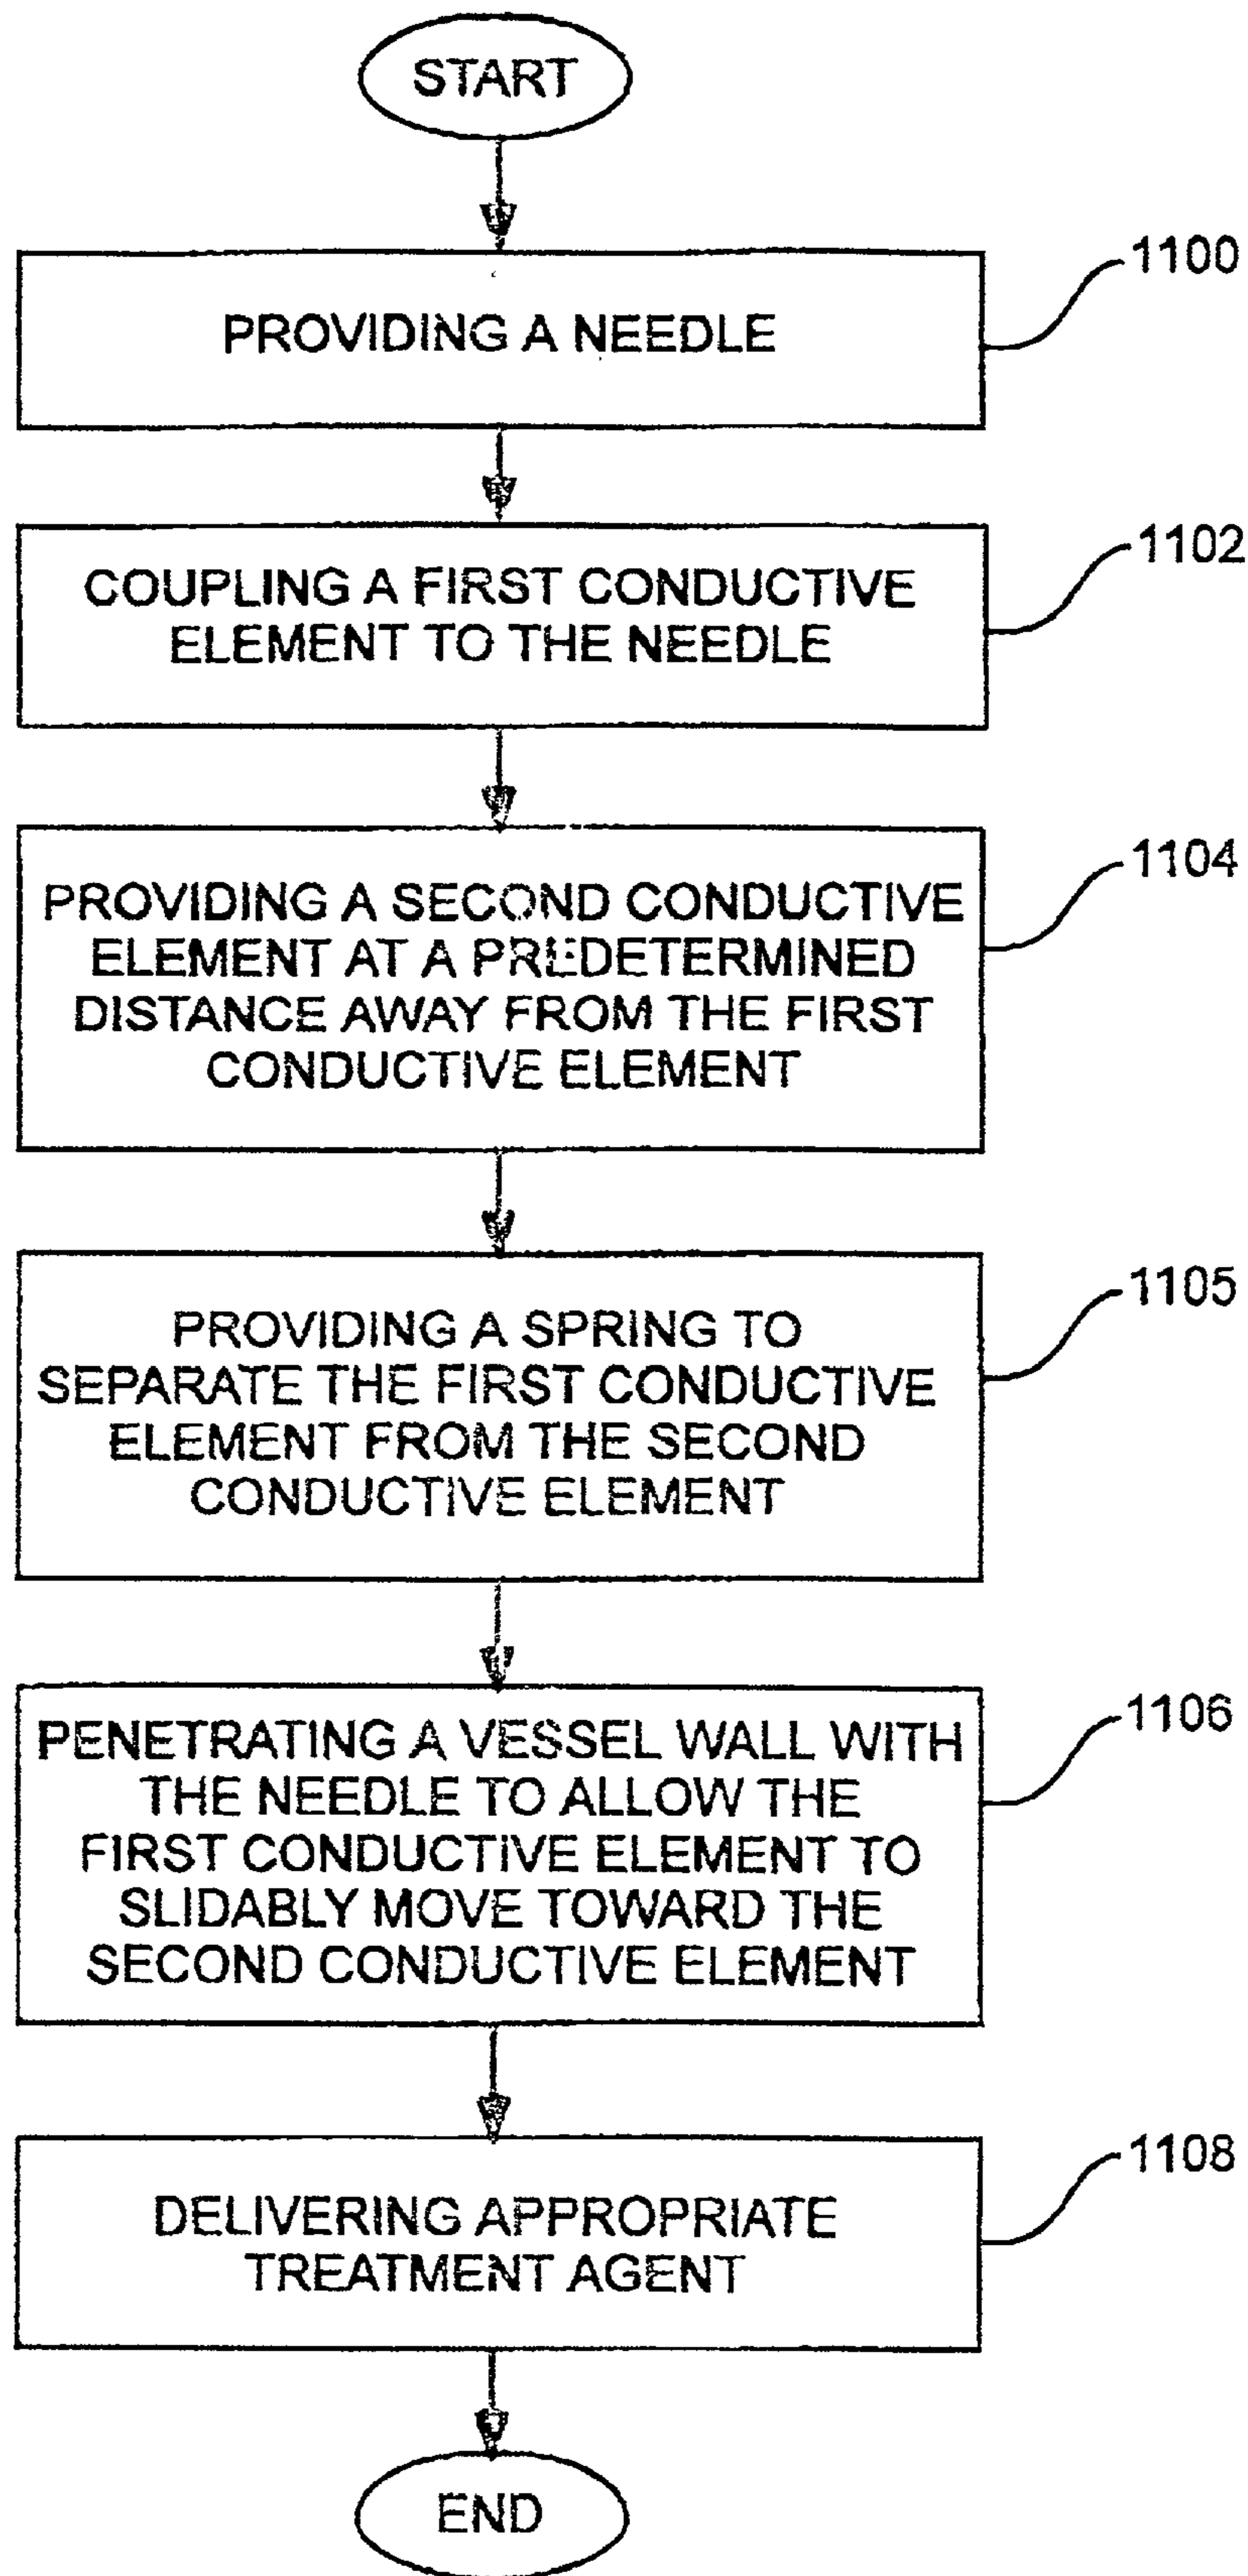 START
1100
PROVIDING A NEEDLE
1102
COUPLING A FIRST CONDUCTIVE
ELEMENT TO THE NEEDLE
1104
PROVIDING A SECOND CONDUCTIVE
ELEMENT AT A PREDETERMINED
DISTANCE AWAY FROM THE FIRST
CONDUCTIVE ELEMENT
1105
PROVIDING A SPRING TO
SEPARATE THE FIRST CONDUCTIVE
ELEMENT FROM THE SECOND
CONDUCTIVE ELEMENT
1106
PENETRATING A VESSEL WALL WITH
THE NEEDLE TO ALLOW THE
FIRST CONDUCTIVE ELEMENT TO
SLIDABLY MOVE TOWARD THE
SECOND CONDUCTIVE ELEMENT
1108
DELIVERING APPROPRIATE
TREATMENT AGENT
END